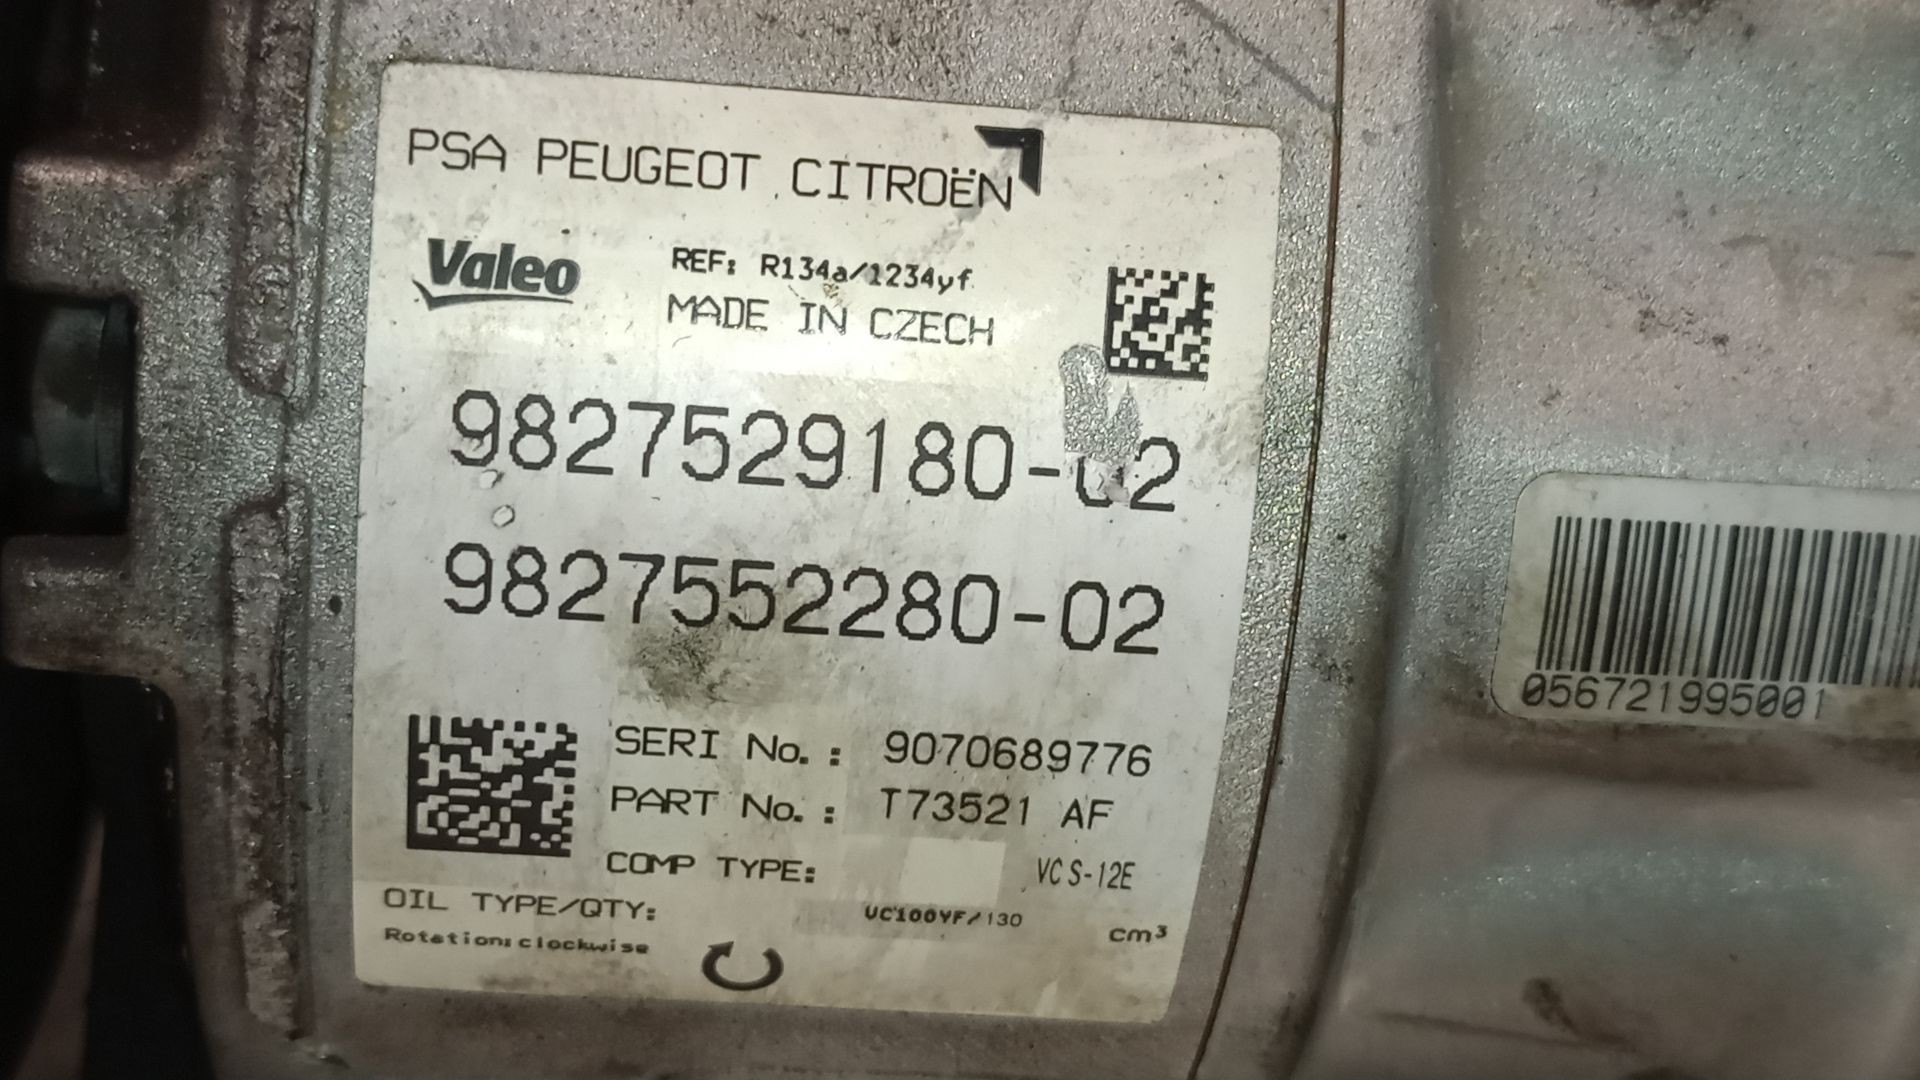 PSA PEUGEOT CITROËN
Valeo
REF: R134a/1234yf
MADE IN CZECH
9827529180-02
9827552280-02
SERI No.: 9070689776
PART No.: T73521 AF
COMP TYPE: VC S-12E
OIL TYPE/QTY: VC100YF/130 cm³
Rotation:clockwise
056721995001